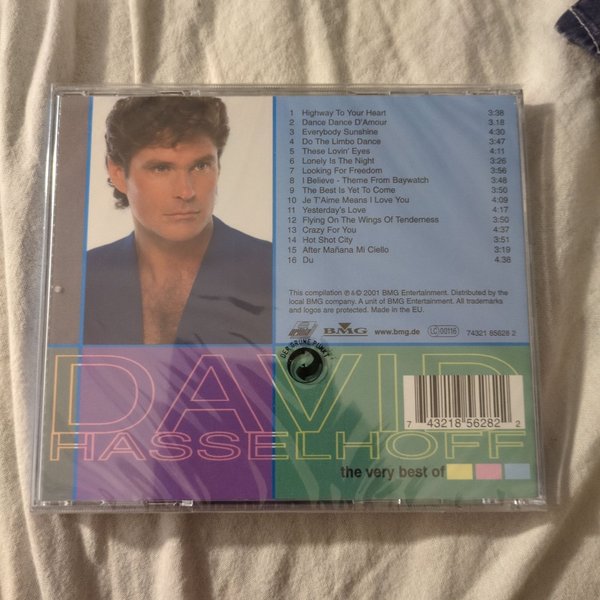 1 Highway To Your Heart 3:38
2 Dance Dance D'Amour 3.18
3 Everybody Sunshine 4:30
4 Do The Limbo Dance 3:47
5 These Lovin' Eyes 4:11
6 Lonely Is The Night 3:26
7 Looking For Freedom 3:56
8 I Believe - Theme From Baywatch 3:48
9 The Best Is Yet To Come 3:50
10 Je T'Aime Means I Love You 4:09
11 Yesterday's Love 4:17
12 Flying On The Wings Of Tenderness 3:50
13 Crazy For You 4:37
14 Hot Shot City 3:51
15 After Mañana Mi Ciello 3:19
16 Du 4.38
This compilation ℗ & © 2001 BMG Entertainment. Distributed by the
local BMG company. A unit of BMG Entertainment. All trademarks
and logos are protected. Made in the EU.
BMG www.bmg.de LC 00116 74321 85628 2
DER GRÜNE PUNKT
DAVID
HASSELHOFF
7 43218 56282 2
the very best of